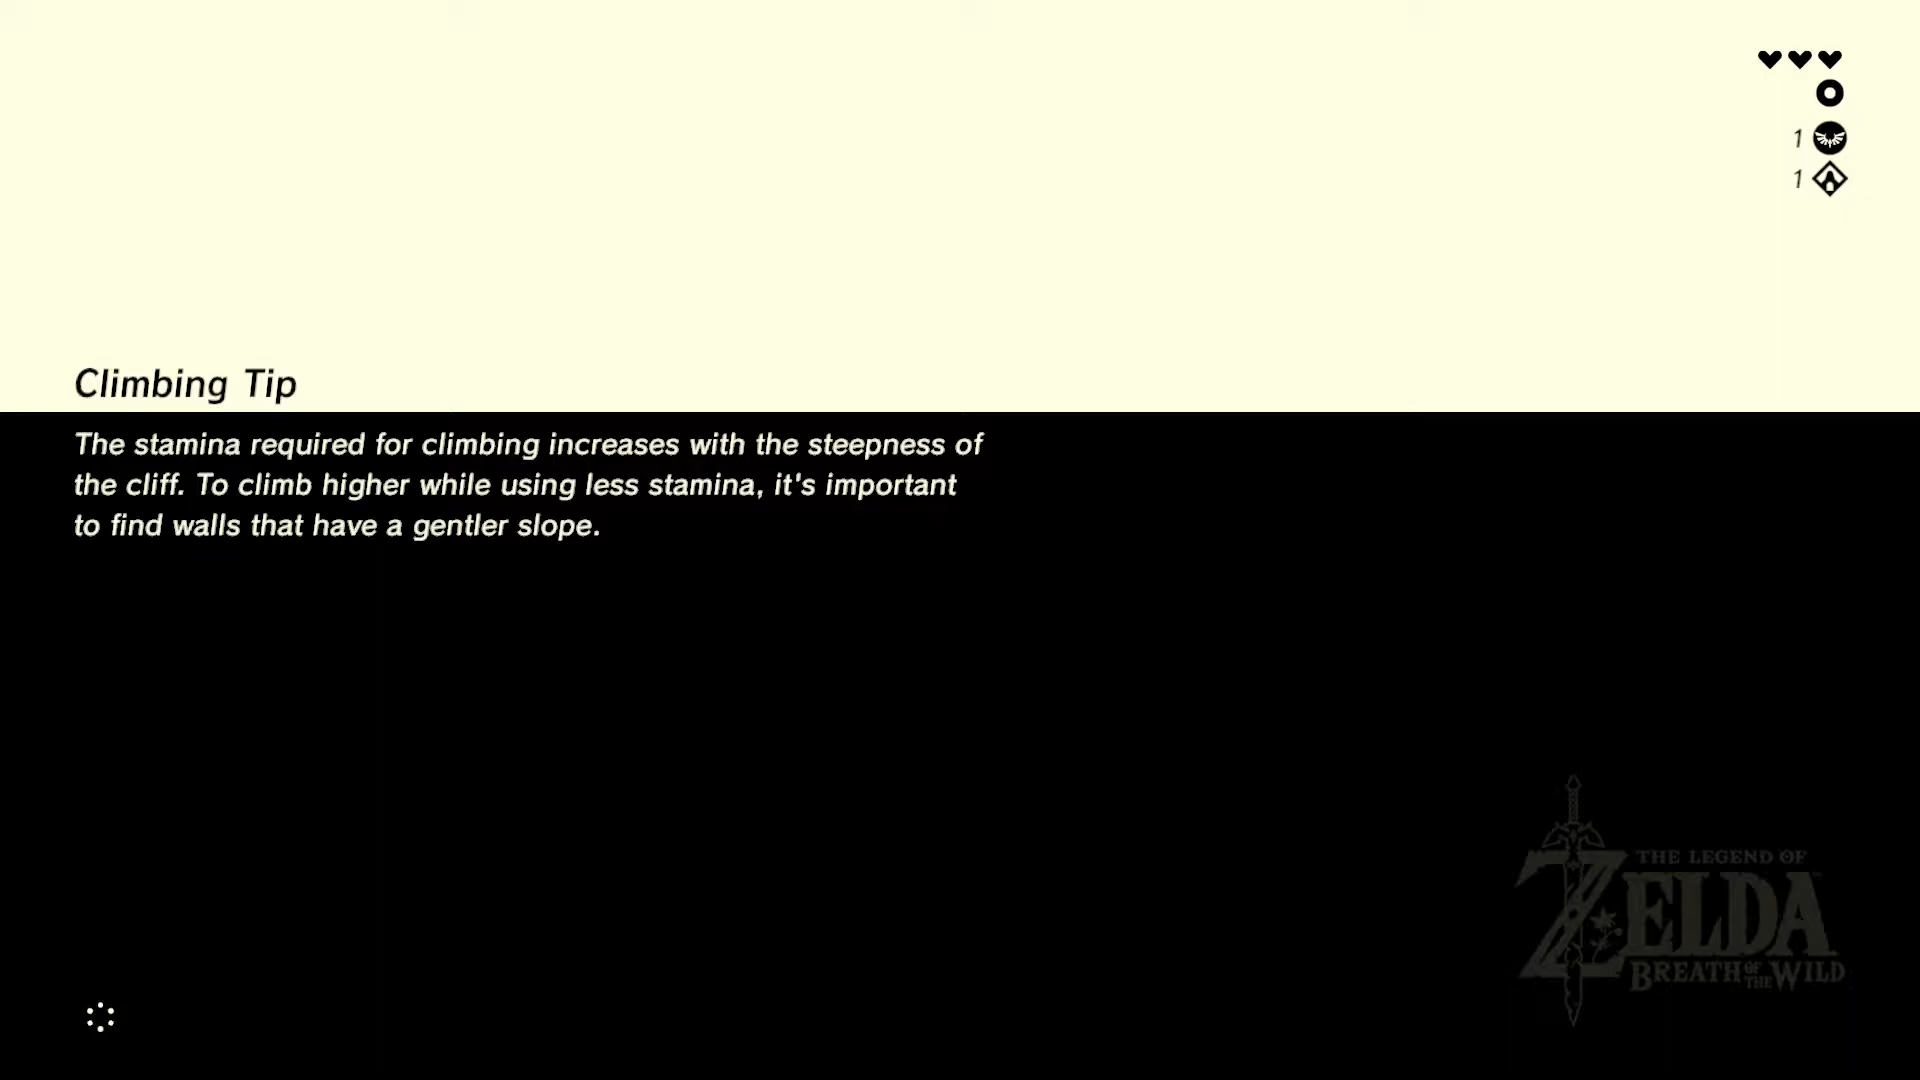 1
1
Climbing Tip
The stamina required for climbing increases with the steepness of
the cliff. To climb higher while using less stamina, it's important
to find walls that have a gentler slope.
THE LEGEND OF
ZELDA
BREATH OF THE WILD